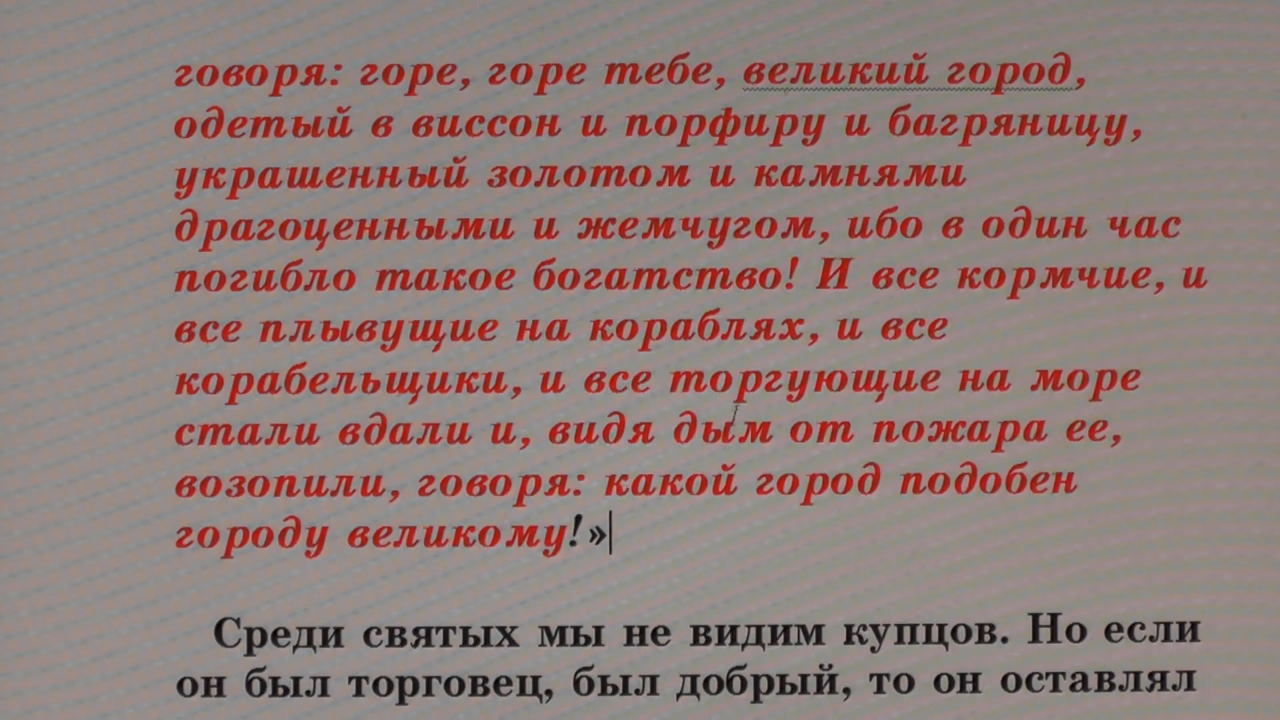 говоря: горе, горе тебе, великий город,
одетый в виссон и порфиру и багряницу,
украшенный золотом и камнями
драгоценными и жемчугом, ибо в один час
погибло такое богатство! И все кормчие, и
все плывущие на кораблях, и все
корабельщики, и все торгующие на море
стали вдали и, видя дым от пожара ее,
возопили, говоря: какой город подобен
городу великому!»
Среди святых мы не видим купцов. Но если
он был торговец, был добрый, то он оставлял